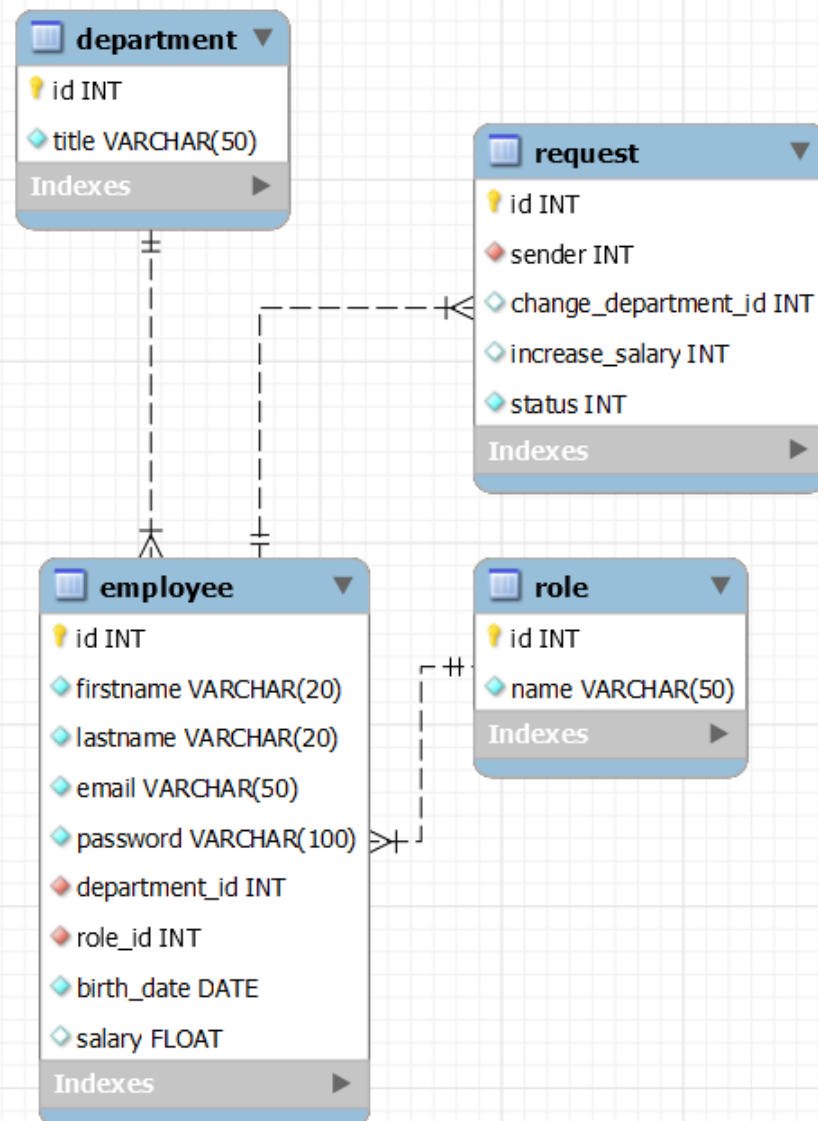 department
id INT
title VARCHAR(50)
Indexes
request
id INT
sender INT
change_department_id INT
increase_salary INT
status INT
Indexes
employee
id INT
firstname VARCHAR(20)
lastname VARCHAR(20)
email VARCHAR(50)
password VARCHAR(100)
department_id INT
role_id INT
birth_date DATE
salary FLOAT
Indexes
role
id INT
name VARCHAR(50)
Indexes